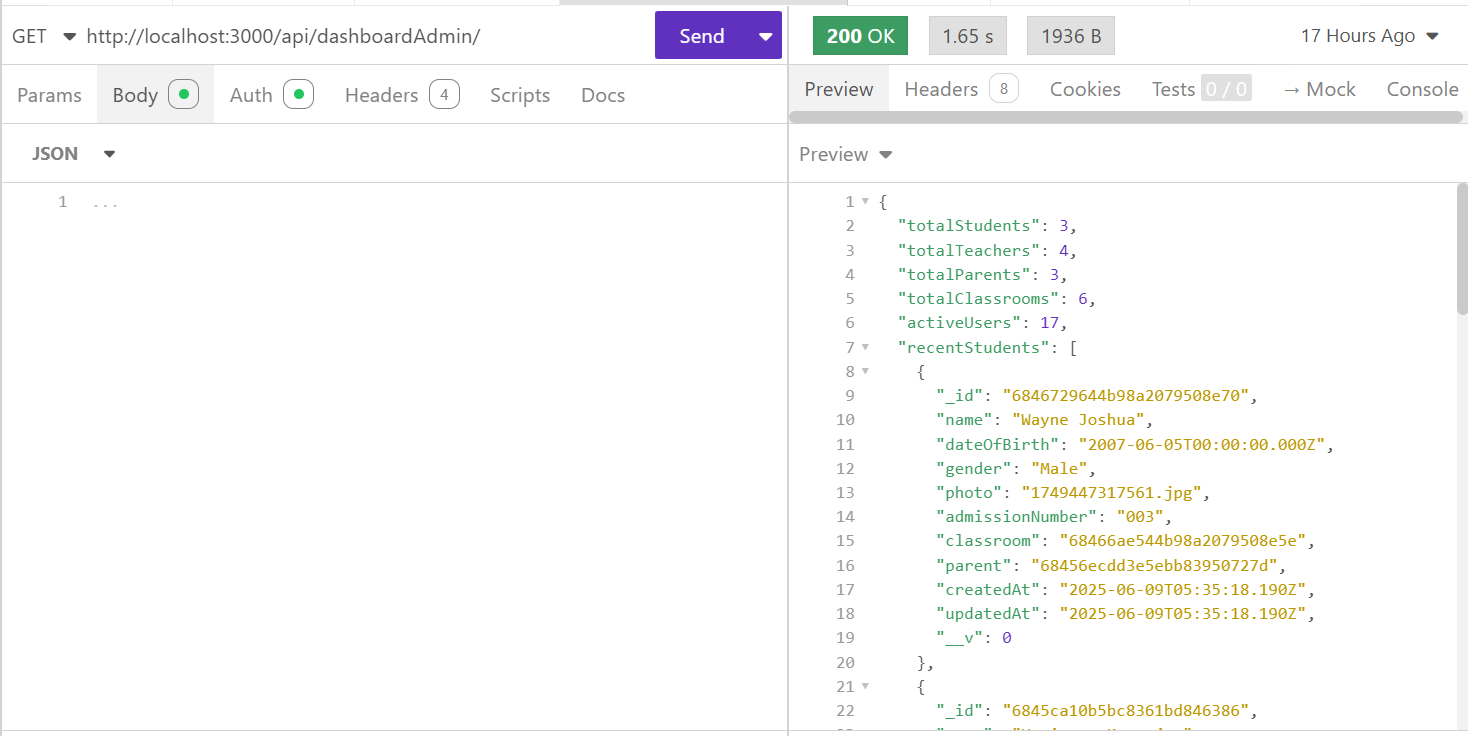 GET http://localhost:3000/api/dashboardAdmin/ Send
200 OK 1.65 s 1936 B 17 Hours Ago
Params Body Auth Headers 4 Scripts Docs
Preview Headers 8 Cookies Tests 0 / 0 → Mock Console
JSON
Preview
1 ...
1 {
2 "totalStudents": 3,
3 "totalTeachers": 4,
4 "totalParents": 3,
5 "totalClassrooms": 6,
6 "activeUsers": 17,
7 "recentStudents": [
8 {
9 "_id": "6846729644b98a2079508e70",
10 "name": "Wayne Joshua",
11 "dateOfBirth": "2007-06-05T00:00:00.000Z",
12 "gender": "Male",
13 "photo": "1749447317561.jpg",
14 "admissionNumber": "003",
15 "classroom": "68466ae544b98a2079508e5e",
16 "parent": "68456ecdd3e5ebb83950727d",
17 "createdAt": "2025-06-09T05:35:18.190Z",
18 "updatedAt": "2025-06-09T05:35:18.190Z",
19 "__v": 0
20 },
21 {
22 "_id": "6845ca10b5bc8361bd846386",